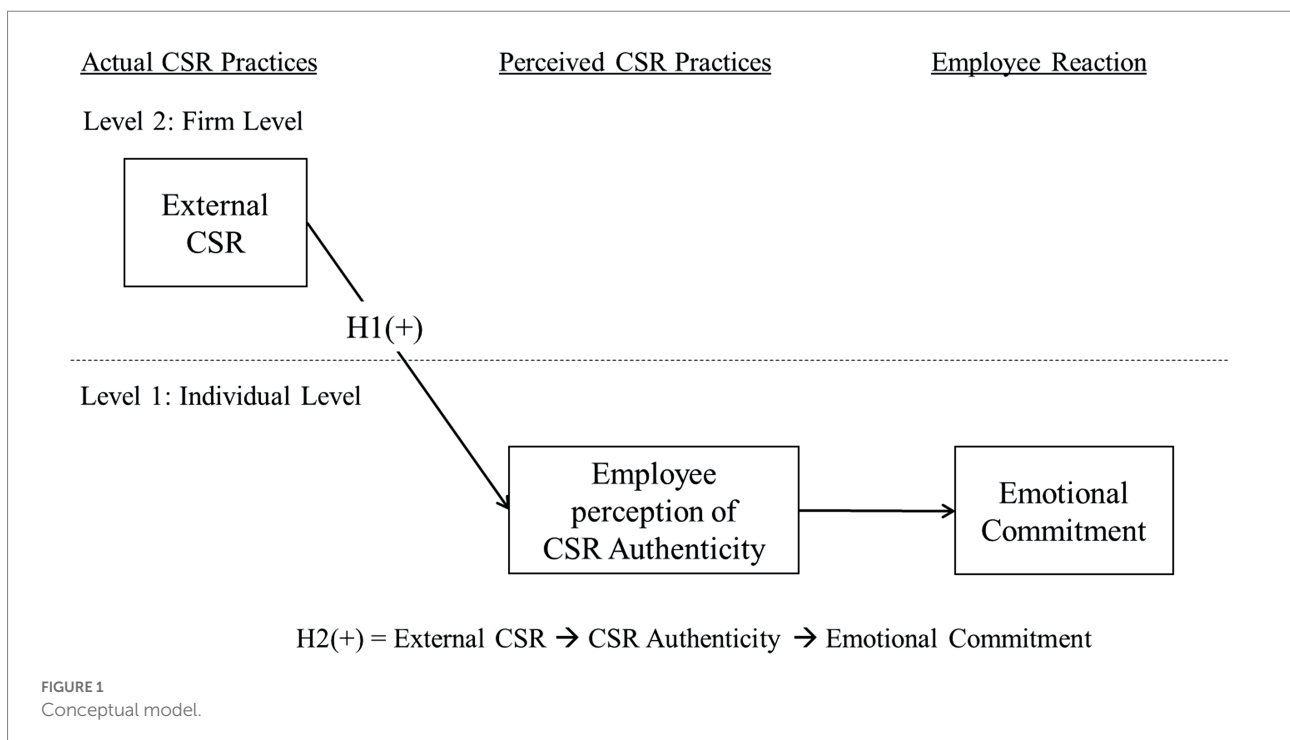 Actual CSR Practices
Perceived CSR Practices
Employee Reaction
Level 2: Firm Level
External
CSR
H1(+)
Level 1: Individual Level
Employee
perception of
CSR Authenticity
Emotional
Commitment
H2(+) = External CSR → CSR Authenticity → Emotional Commitment
FIGURE 1
Conceptual model.